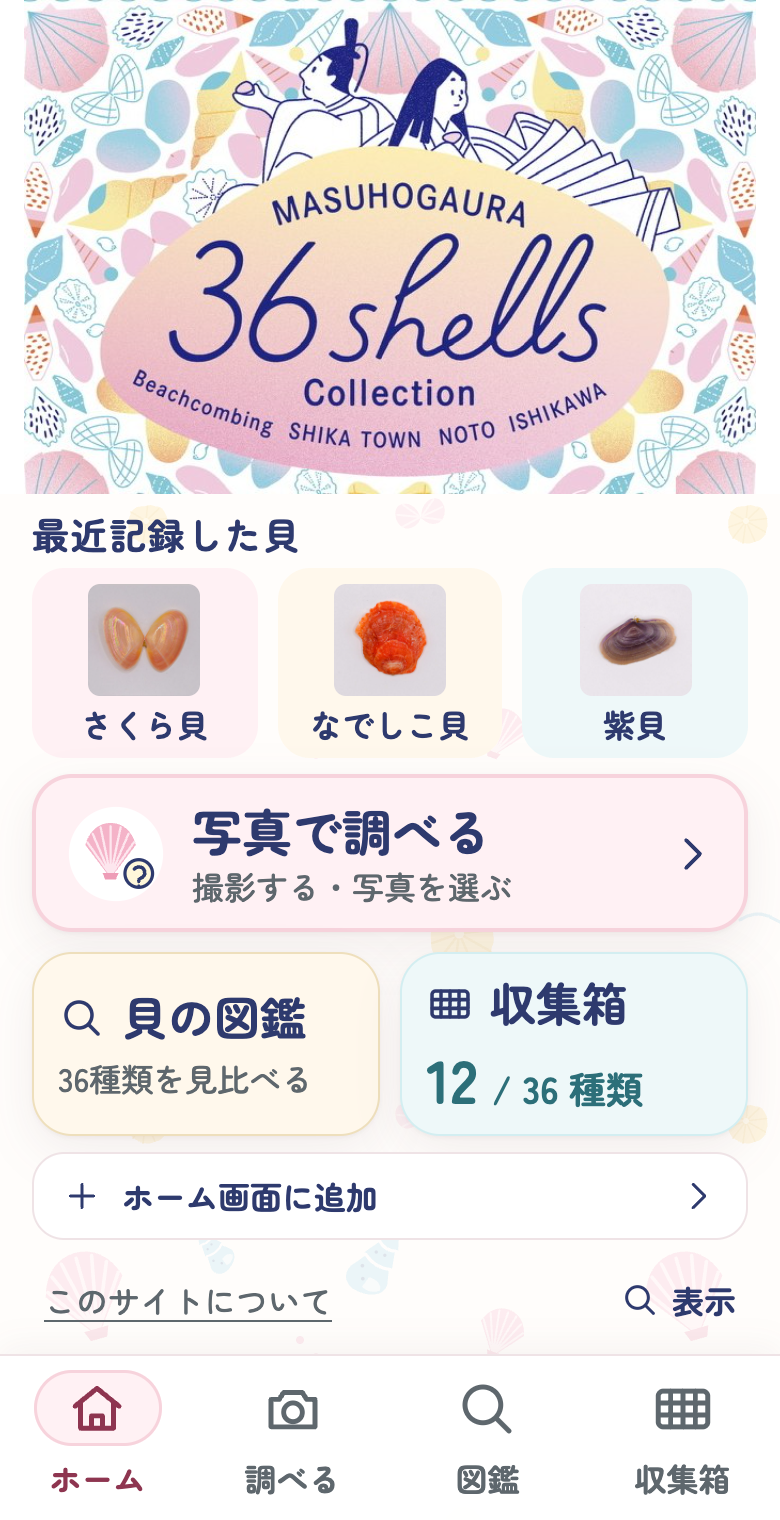 MASUHOGAURA
36 shells
Collection
Beachcombing SHIKA TOWN NOTO ISHIKAWA
最近記録した貝
さくら貝
なでしこ貝
紫貝
写真で調べる
撮影する・写真を選ぶ
貝の図鑑
36種類を見比べる
収集箱
12 / 36 種類
ホーム画面に追加
このサイトについて
表示
ホーム
調べる
図鑑
収集箱